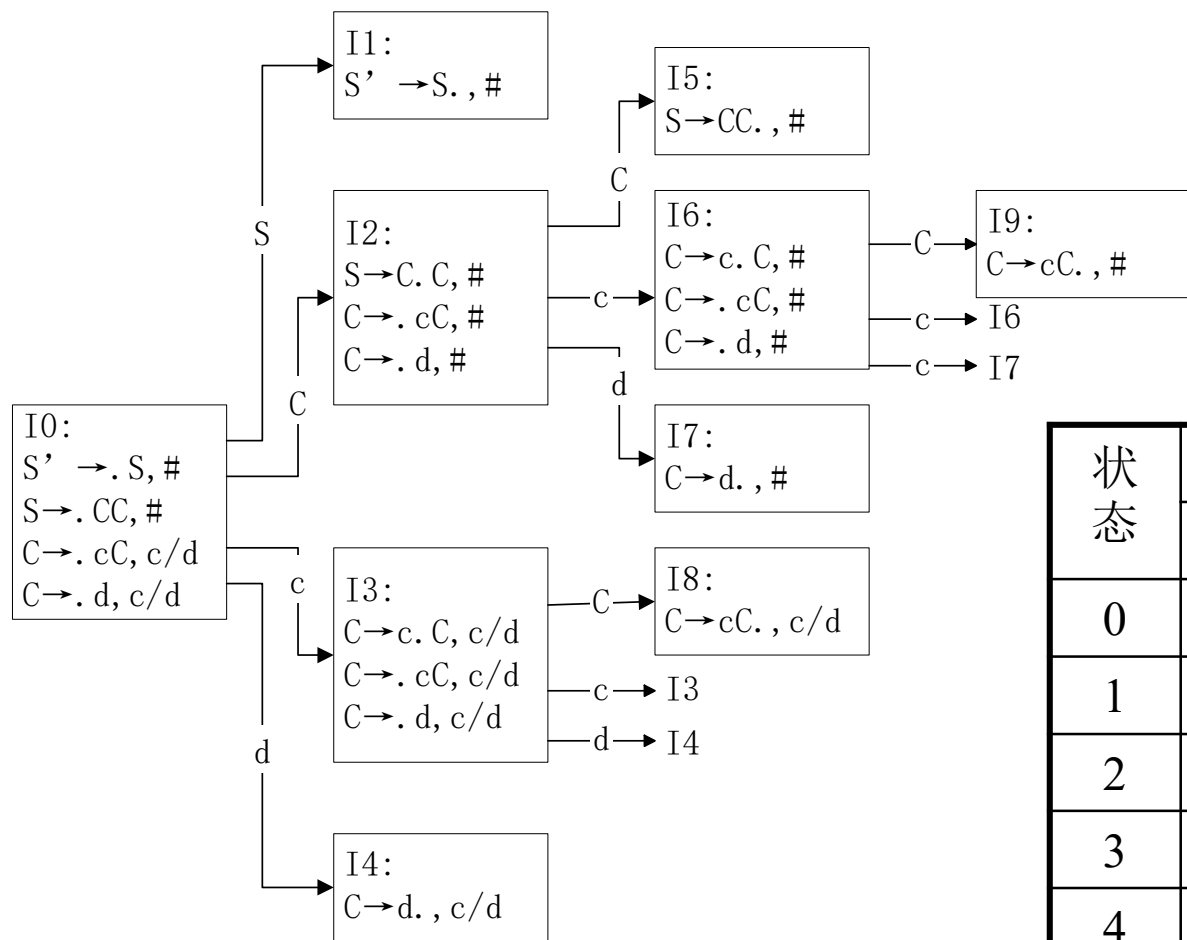 I1:
S’ →S.,#
I5:
S→CC.,#
S
C
I2:
S→C.C,#
C→.cC,#
C→.d,#
C
c
d
I6:
C→c.C,#
C→.cC,#
C→.d,#
C
c
I6
c
I7
I9:
C→cC.,#
I7:
C→d.,#
I0:
S’ →.S,#
S→.CC,#
C→.cC,c/d
C→.d,c/d
c
d
I3:
C→c.C,c/d
C→.cC,c/d
C→.d,c/d
C
c
I3
d
I4
I8:
C→cC.,c/d
I4:
C→d.,c/d
状
态
0
1
2
3
4